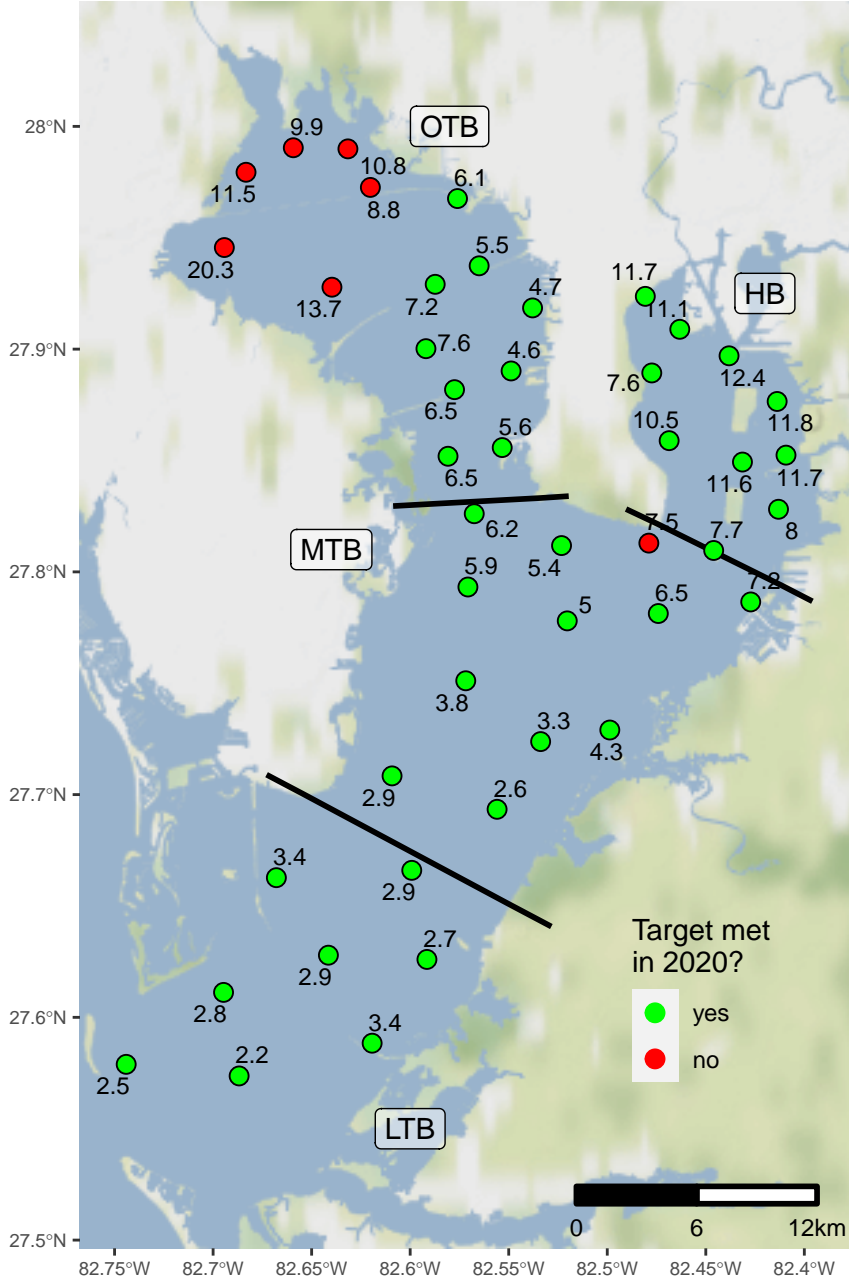 28°N
27.9°N
27.8°N
27.7°N
27.6°N
27.5°N
9.9
OTB
11.5
10.8
8.8
6.1
20.3
13.7
5.5
7.2
4.7
11.7
11.1
HB
7.6
4.6
7.6
12.4
6.5
11.8
5.6
10.5
6.5
11.6
11.7
6.2
7.5
7.7
8
MTB
5.4
5.9
7.2
5
6.5
3.8
3.3
4.3
2.9
2.6
3.4
2.9
2.7
2.9
2.8
3.4
2.5
2.2
LTB
Target met
in 2020?
yes
no
0 6 12km
82.75°W 82.7°W 82.65°W 82.6°W 82.55°W 82.5°W 82.45°W 82.4°W